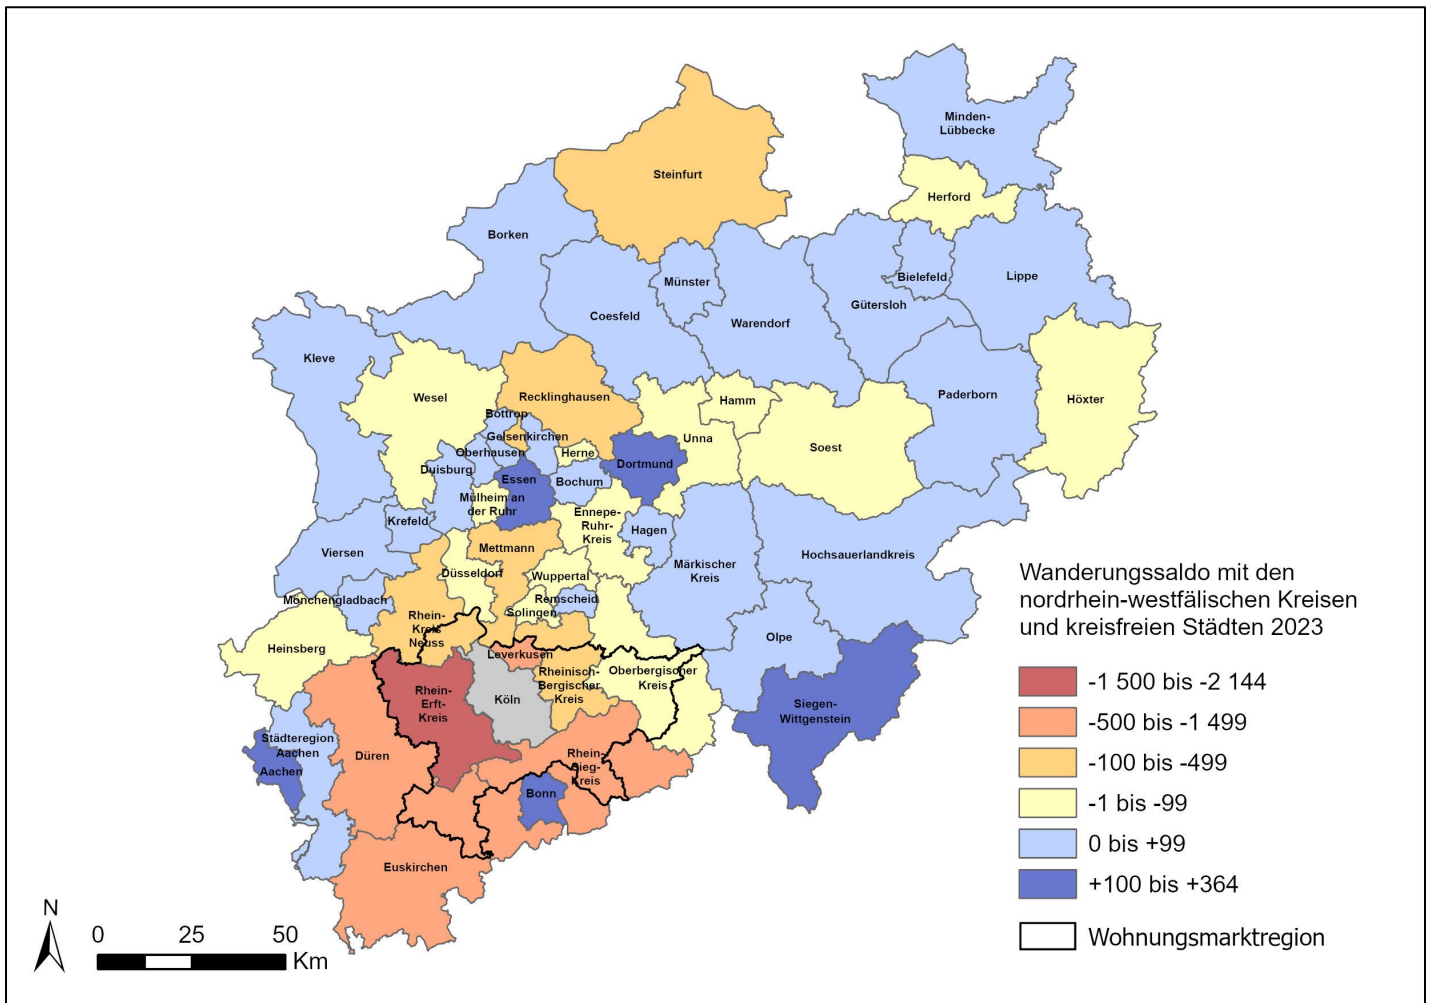 Minden-
Lübbecke
Steinfurt
Herford
Borken
Münster
Bielefeld
Lippe
Gütersloh
Coesfeld
Warendorf
Kleve
Wesel
Recklinghausen
Hamm
Paderborn
Höxter
Bottrop
Gelsenkirchen
Unna
Soest
Oberhausen
Herne
Duisburg
Dortmund
Essen
Bochum
Mülheim an
der Ruhr
Ennepe-
Ruhr-
Kreis
Krefeld
Hagen
Viersen
Mettmann
Hochsauerlandkreis
Märkischer
Kreis
Düsseldorf
Wuppertal
Mönchengladbach
Remscheid
Solingen
Rhein-
Kreis
Neuss
Olpe
Heinsberg
Leverkusen
Rheinisch-
Bergischer
Kreis
Oberbergischer
Kreis
Rhein-
Erft-
Kreis
Köln
Siegen-
Wittgenstein
Städteregion
Aachen
Aachen
Düren
Rhein-
Sieg-
Kreis
Bonn
Euskirchen
Wanderungssaldo mit den
nordrhein-westfälischen Kreisen
und kreisfreien Städten 2023
-1 500 bis -2 144
-500 bis -1 499
-100 bis -499
-1 bis -99
0 bis +99
+100 bis +364
Wohnungsmarktregion
N
0 25 50
Km